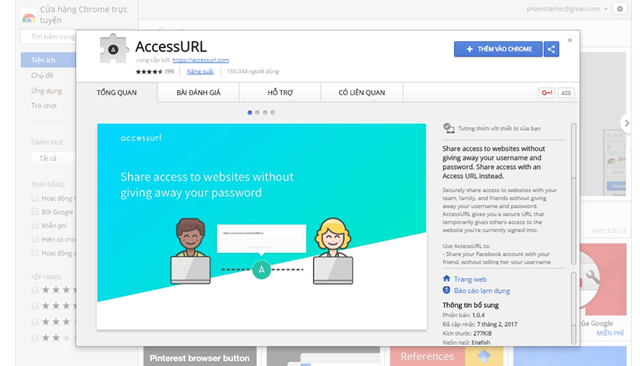 Cửa hàng Chrome trực
tuyến
phamthaihoc@gmail.com
Tìm kiếm trong
Tiện ích
Chủ đề
Ứng dụng
Trò chơi
DANH MỤC
Tất cả
TÍNH NĂNG
Hoạt động
Bởi Google
Miễn phí
Hoạt động
XẾP HẠNG
AccessURL
cung cấp bởi https://accessurl.com
(99)
Năng suất
155.034 người dùng
THÊM VÀO CHROME
TỔNG QUAN
BÀI ĐÁNH GIÁ
HỖ TRỢ
CÓ LIÊN QUAN
G+1
420
accessurl
Share access to websites without
giving away your password
A
Tương thích với thiết bị của bạn
Share access to websites without
giving away your username and
password. Share access with an
Access URL instead.
Securely share access to websites with your
team, family, and friends without giving
away your username and password.
AccessURL gives you a secure URL that
temporarily gives others access to the
website you're currently signed into.
Use AccessURL to:
- Share your Facebook account with your
friend, without telling her your username
Trang web
Báo cáo lạm dụng
Thông tin bổ sung
Phiên bản: 1.0.4
Đã cập nhật: 7 tháng 2, 2017
Kích thước: 277KiB
Ngôn ngữ: English
Xem tất cả
của Google
MIỄN PHÍ
Pinterest browser button
References